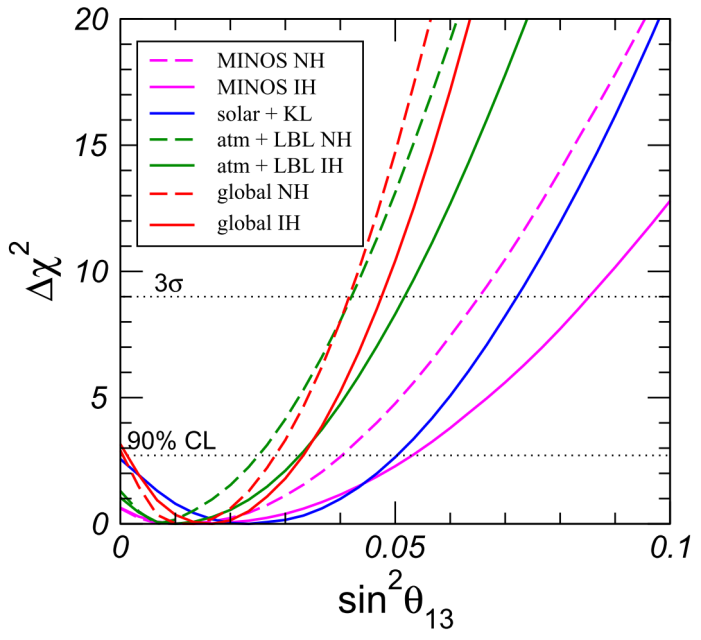 20
MINOS NH
MINOS IH
solar + KL
atm + LBL NH
atm + LBL IH
global NH
global IH
15
Δχ²
10
3σ
5
90% CL
0
0 0.05 0.1
sin²θ₁₃